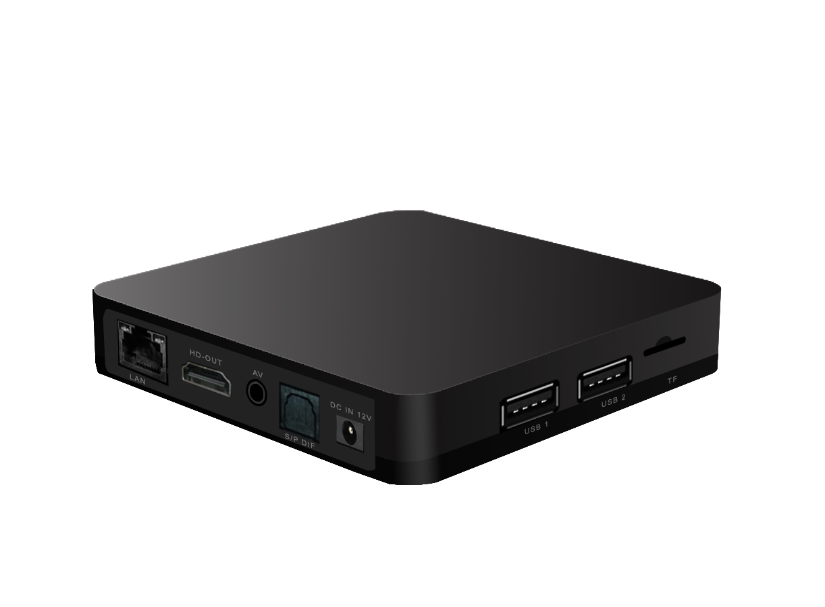 LAN
HD-OUT
AV
S/P DIF
DC IN 12V
USB 1
USB 2
TF